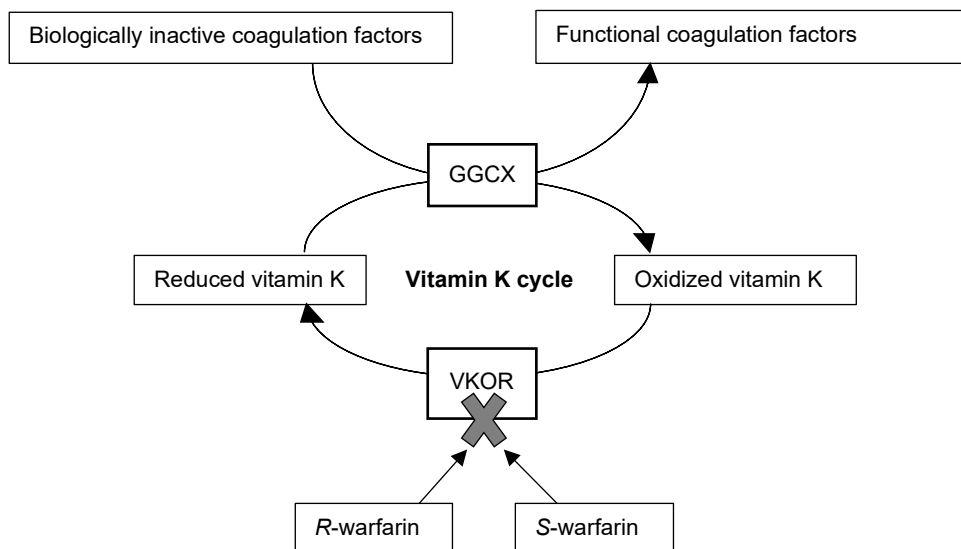 Biologically inactive coagulation factors
Functional coagulation factors
GGCX
Reduced vitamin K
Vitamin K cycle
Oxidized vitamin K
VKOR
R-warfarin
S-warfarin